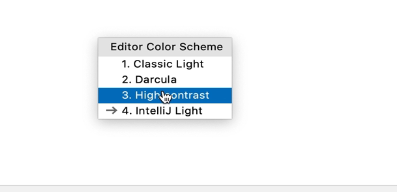 Editor Color Scheme
1. Classic Light
2. Darcula
3. High contrast
4. IntelliJ Light